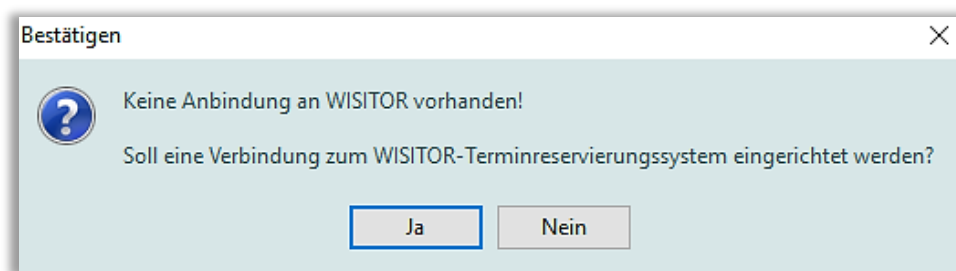 Bestätigen
Keine Anbindung an WISITOR vorhanden!
Soll eine Verbindung zum WISITOR-Terminreservierungssystem eingerichtet werden?
Ja Nein